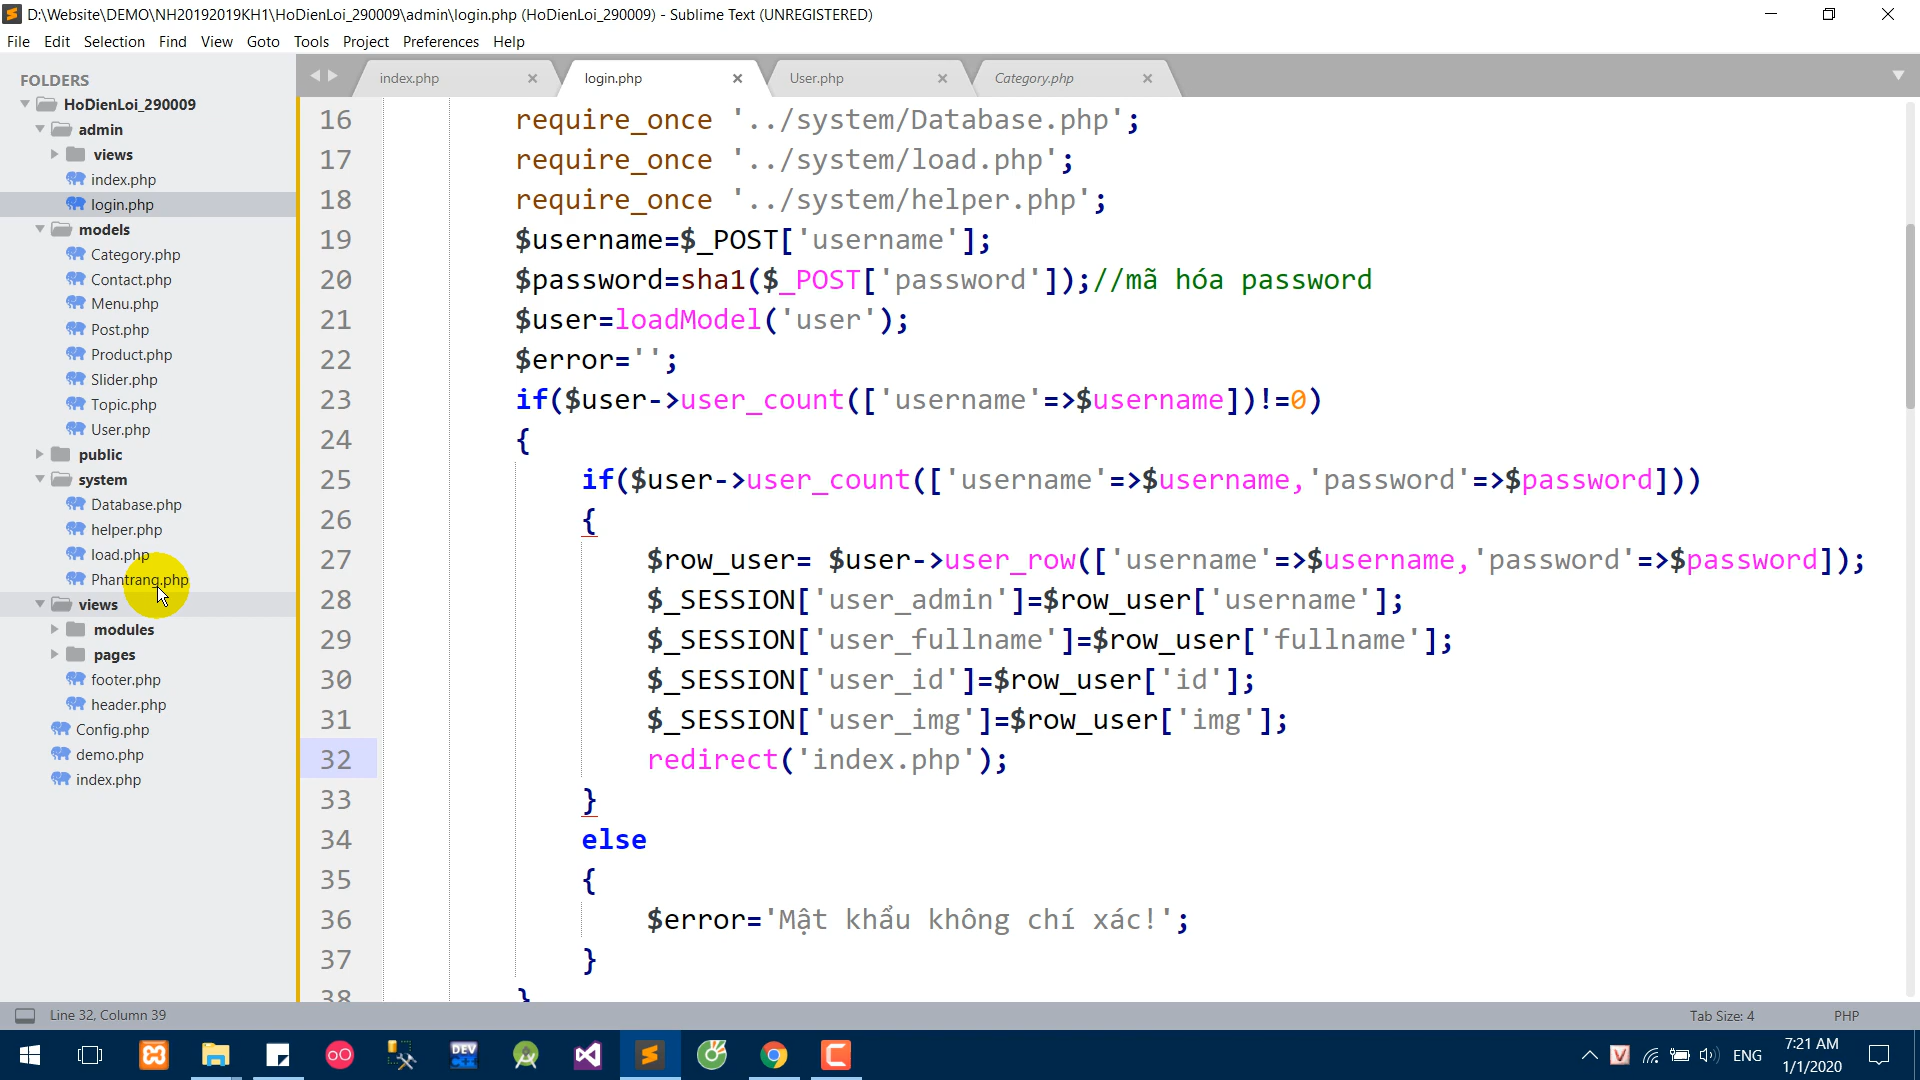 D:\Website\DEMO\NH20192019KH1\HoDienLoi_290009\admin\login.php (HoDienLoi_290009) - Sublime Text (UNREGISTERED)
File Edit Selection Find View Goto Tools Project Preferences Help
FOLDERS
HoDienLoi_290009
admin
views
index.php
login.php
models
Category.php
Contact.php
Menu.php
Post.php
Product.php
Slider.php
Topic.php
User.php
public
system
Database.php
helper.php
load.php
Phantrang.php
views
modules
pages
footer.php
header.php
Config.php
demo.php
index.php
index.php login.php User.php Category.php
16 require_once '../system/Database.php';
17 require_once '../system/load.php';
18 require_once '../system/helper.php';
19 $username=$_POST['username'];
20 $password=sha1($_POST['password']);//mã hóa password
21 $user=loadModel('user');
22 $error='';
23 if($user->user_count(['username'=>$username])!=0)
24 {
25 if($user->user_count(['username'=>$username,'password'=>$password]))
26 {
27 $row_user= $user->user_row(['username'=>$username,'password'=>$password]);
28 $_SESSION['user_admin']=$row_user['username'];
29 $_SESSION['user_fullname']=$row_user['fullname'];
30 $_SESSION['user_id']=$row_user['id'];
31 $_SESSION['user_img']=$row_user['img'];
32 redirect('index.php');
33 }
34 else
35 {
36 $error='Mật khẩu không chí xác!';
37 }
38 }
Line 32, Column 39 Tab Size: 4 PHP
DEV
ENG
7:21 AM
1/1/2020